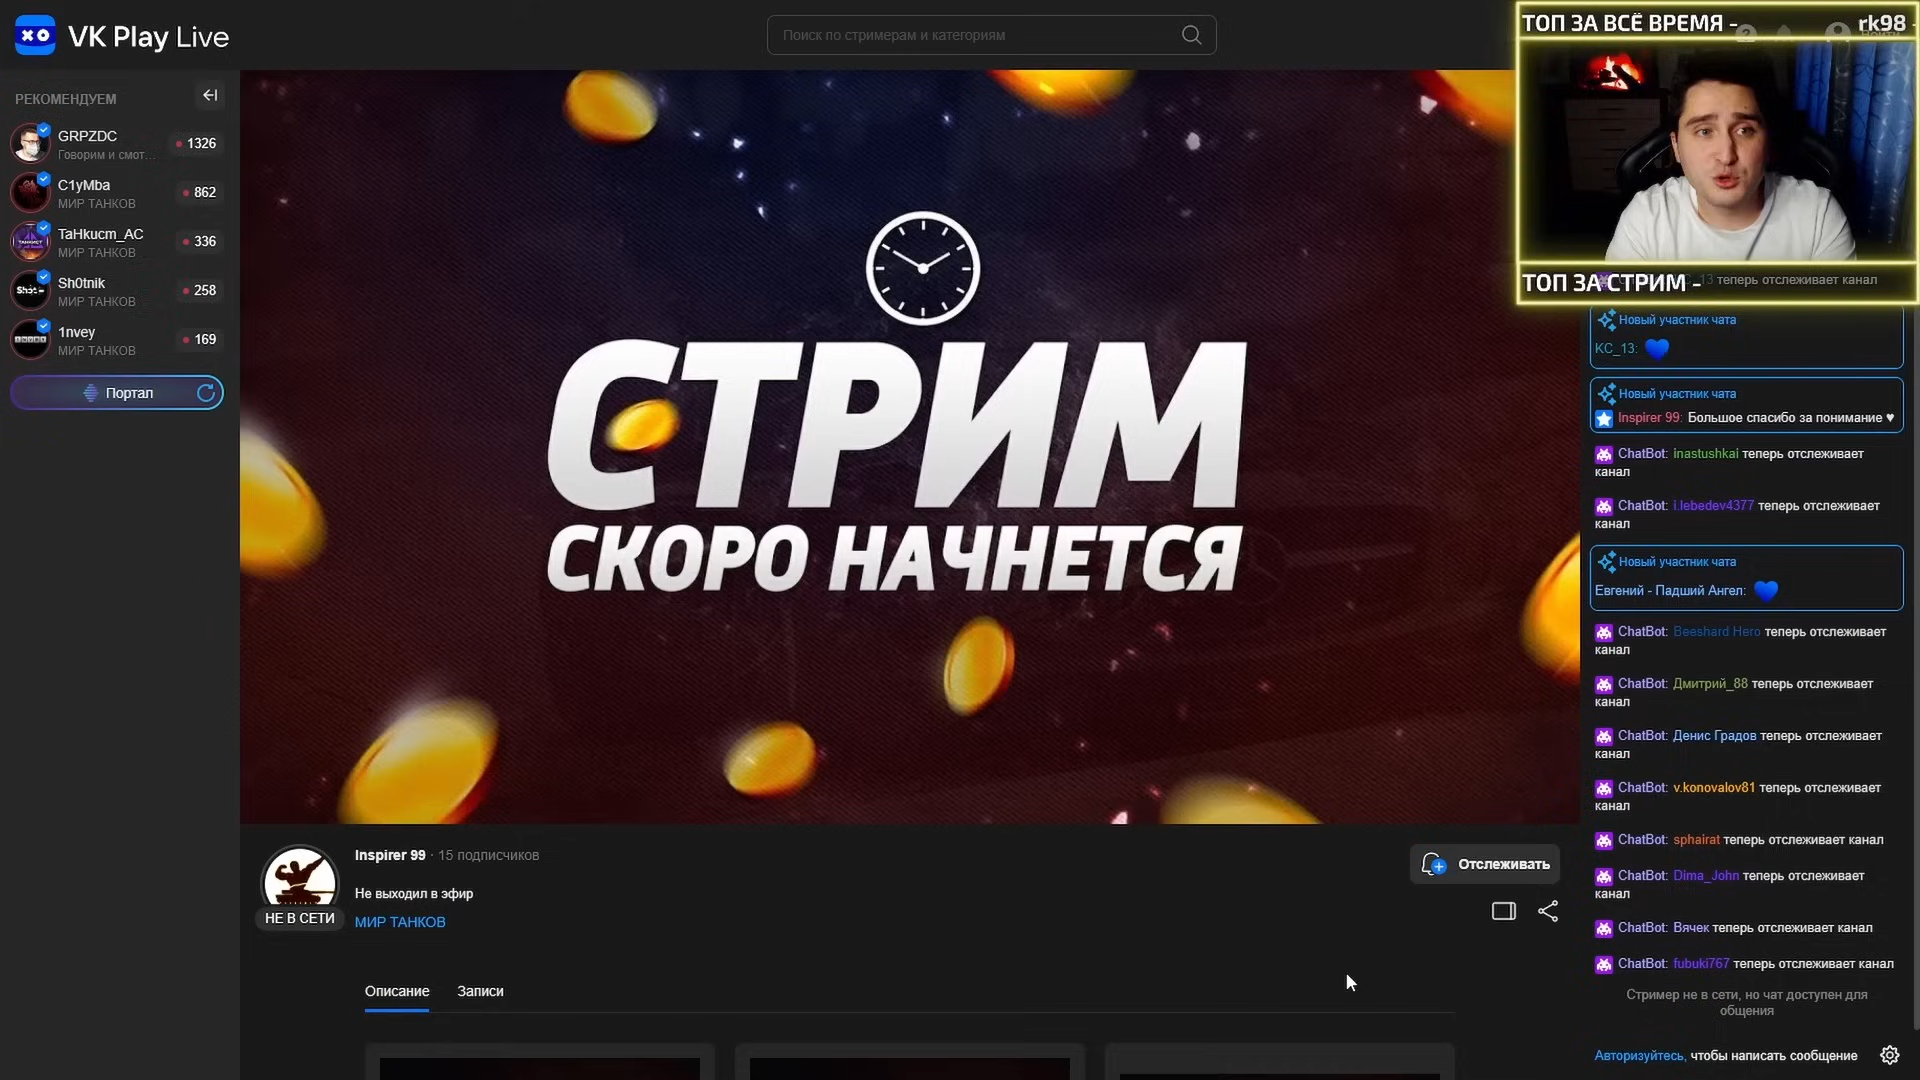 VK Play Live
Поиск по стримерам и категориям
ТОП ЗА ВСЁ ВРЕМЯ -
rk98 -
РЕКОМЕНДУЕМ
GRPZDC
Говорим и смот...
1326
C1yMba
МИР ТАНКОВ
862
TaHkucm_AC
МИР ТАНКОВ
336
Sh0tnik
МИР ТАНКОВ
258
1nvey
МИР ТАНКОВ
169
Портал
СТРИМ
СКОРО НАЧНЕТСЯ
Inspirer 99 · 15 подписчиков
Не выходил в эфир
МИР ТАНКОВ
НЕ В СЕТИ
Отслеживать
Описание
Записи
ТОП ЗА СТРИМ -
теперь отслеживает канал
Новый участник чата
KC_13:
Новый участник чата
Inspirer 99: Большое спасибо за понимание ♥
ChatBot: inastushkai теперь отслеживает
канал
ChatBot: i.lebedev4377 теперь отслеживает
канал
Новый участник чата
Евгений - Падший Ангел:
ChatBot: Beeshard Hero теперь отслеживает
канал
ChatBot: Дмитрий_88 теперь отслеживает
канал
ChatBot: Денис Градов теперь отслеживает
канал
ChatBot: v.konovalov81 теперь отслеживает
канал
ChatBot: sphairat теперь отслеживает канал
ChatBot: Dima_John теперь отслеживает
канал
ChatBot: Вячек теперь отслеживает канал
ChatBot: fubuki767 теперь отслеживает канал
Стример не в сети, но чат доступен для
общения
Авторизуйтесь, чтобы написать сообщение